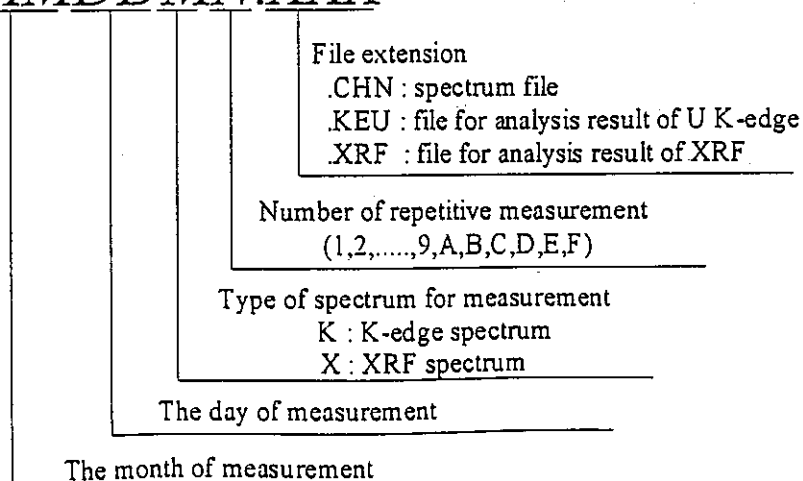 File extension
.CHN : spectrum file
.KEU : file for analysis result of U K-edge
.XRF : file for analysis result of XRF
Number of repetitive measurement
(1,2,.....,9,A,B,C,D,E,F)
Type of spectrum for measurement
K : K-edge spectrum
X : XRF spectrum
The day of measurement
The month of measurement